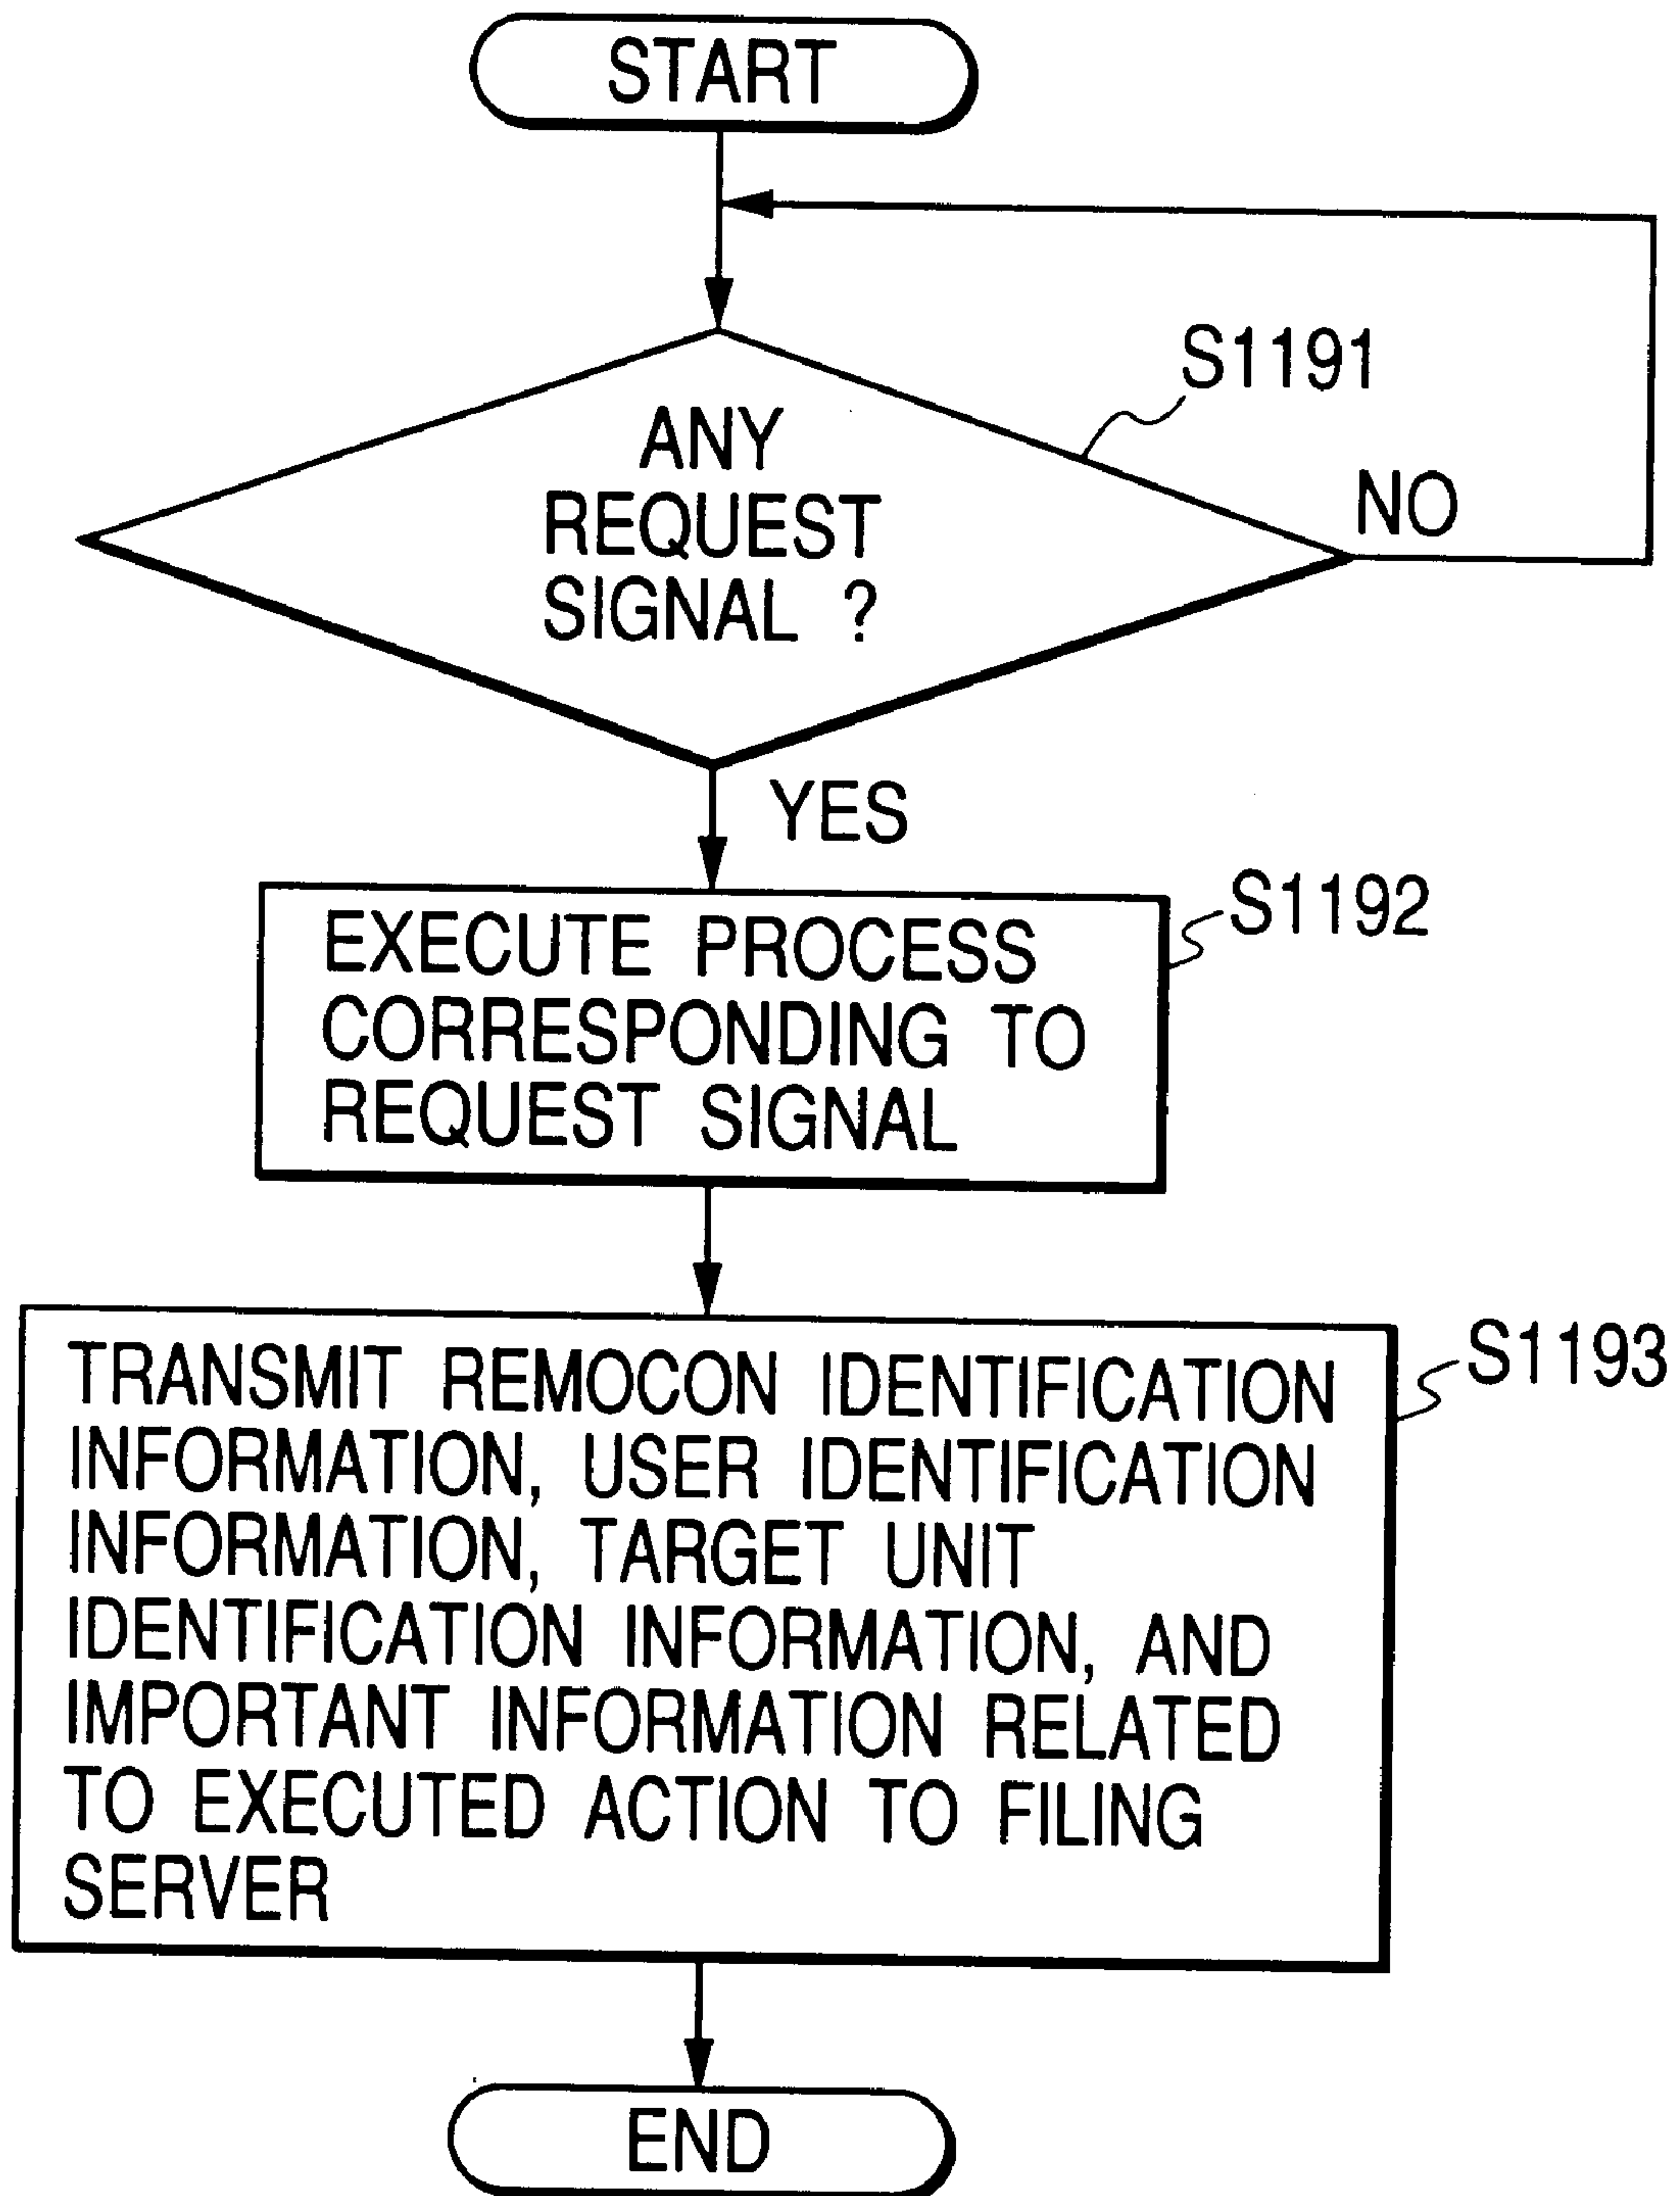 START
S1191
ANY
REQUEST
SIGNAL ?
NO
YES
S1192
EXECUTE PROCESS
CORRESPONDING TO
REQUEST SIGNAL
S1193
TRANSMIT REMOCON IDENTIFICATION
INFORMATION, USER IDENTIFICATION
INFORMATION, TARGET UNIT
IDENTIFICATION INFORMATION, AND
IMPORTANT INFORMATION RELATED
TO EXECUTED ACTION TO FILING
SERVER
END